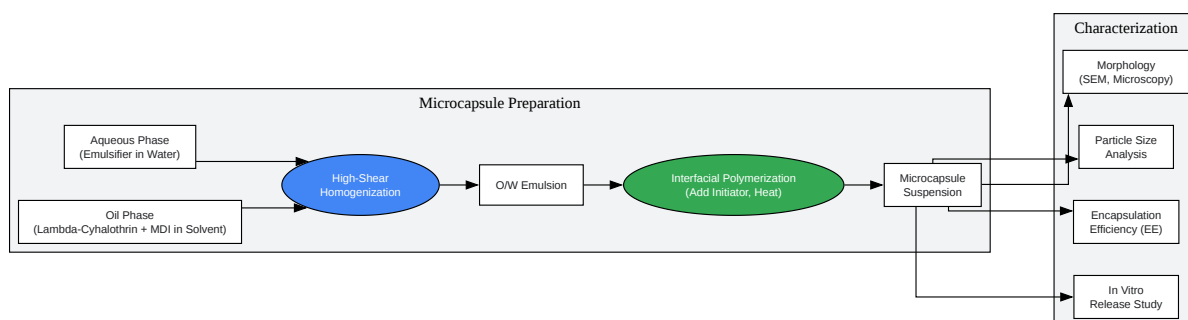 Characterization
Morphology
(SEM, Microscopy)
Microcapsule Preparation
Aqueous Phase
(Emulsifier in Water)
Particle Size
Analysis
High-Shear
Homogenization
O/W Emulsion
Interfacial Polymerization
(Add Initiator, Heat)
Microcapsule
Suspension
Oil Phase
(Lambda-Cyhalothrin + MDI in Solvent)
Encapsulation
Efficiency (EE)
In Vitro
Release Study